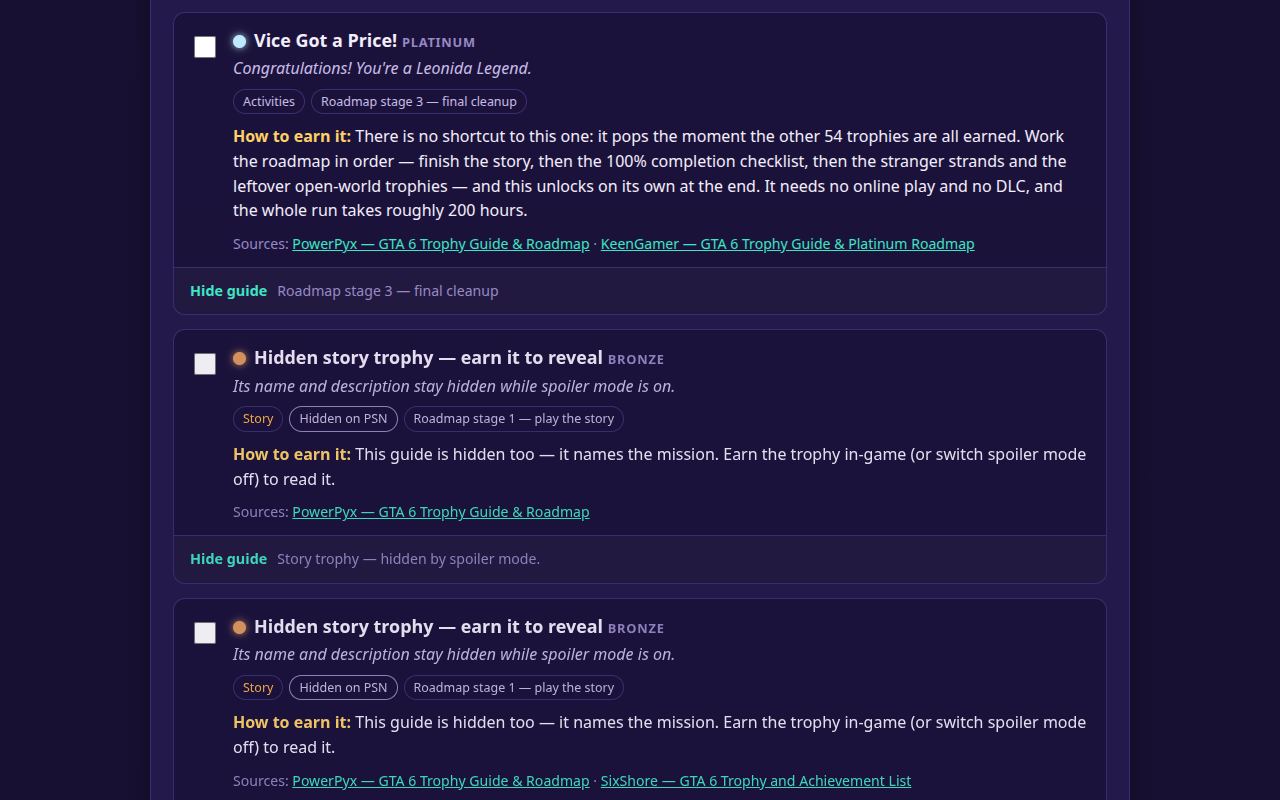 Vice Got a Price! PLATINUM
Congratulations! You're a Leonida Legend.
Activities
Roadmap stage 3 — final cleanup
How to earn it: There is no shortcut to this one: it pops the moment the other 54 trophies are all earned. Work
the roadmap in order — finish the story, then the 100% completion checklist, then the stranger strands and the
leftover open-world trophies — and this unlocks on its own at the end. It needs no online play and no DLC, and
the whole run takes roughly 200 hours.
Sources: PowerPyx — GTA 6 Trophy Guide & Roadmap · KeenGamer — GTA 6 Trophy Guide & Platinum Roadmap
Hide guide Roadmap stage 3 — final cleanup
Hidden story trophy — earn it to reveal BRONZE
Its name and description stay hidden while spoiler mode is on.
Story
Hidden on PSN
Roadmap stage 1 — play the story
How to earn it: This guide is hidden too — it names the mission. Earn the trophy in-game (or switch spoiler mode
off) to read it.
Sources: PowerPyx — GTA 6 Trophy Guide & Roadmap
Hide guide Story trophy — hidden by spoiler mode.
Hidden story trophy — earn it to reveal BRONZE
Its name and description stay hidden while spoiler mode is on.
Story
Hidden on PSN
Roadmap stage 1 — play the story
How to earn it: This guide is hidden too — it names the mission. Earn the trophy in-game (or switch spoiler mode
off) to read it.
Sources: PowerPyx — GTA 6 Trophy Guide & Roadmap · SixShore — GTA 6 Trophy and Achievement List